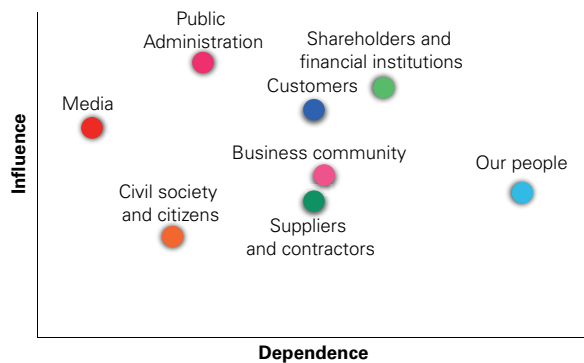 Public
Administration
Shareholders and
financial institutions
Customers
Media
Business community
Our people
Civil society
and citizens
Suppliers
and contractors
Influence
Dependence